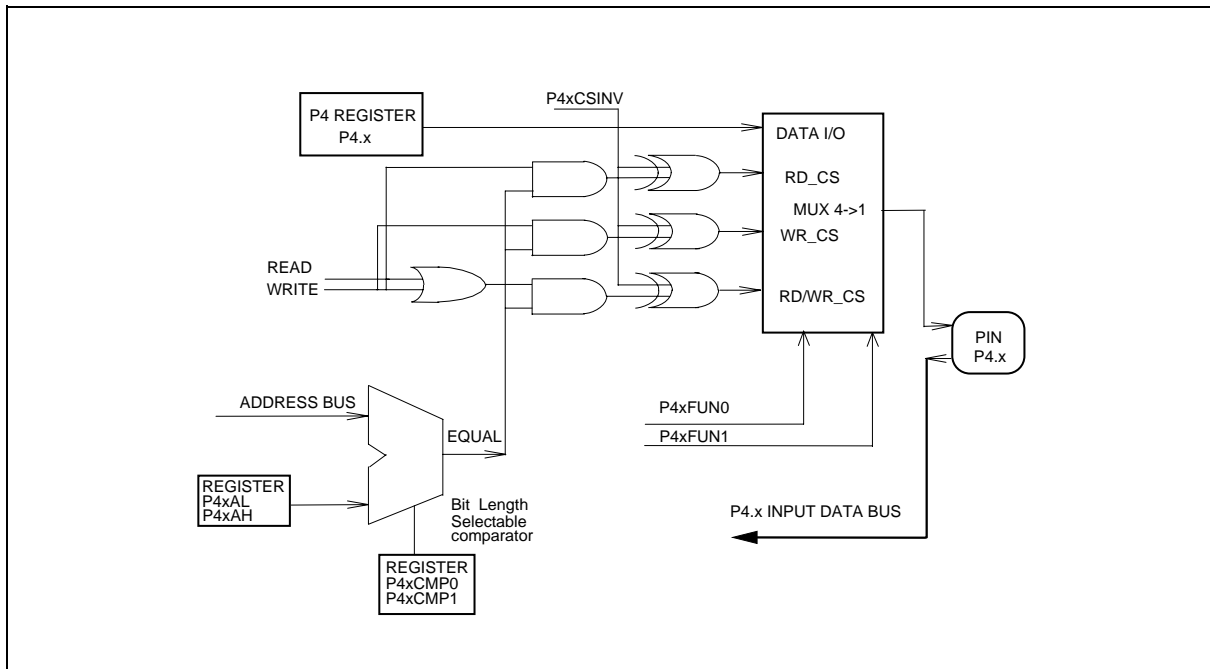 P4xCSINV
P4 REGISTER
P4.x
DATA I/O
RD_CS
MUX 4->1
WR_CS
READ
WRITE
RD/WR_CS
PIN
P4.x
ADDRESS BUS
P4xFUN0
P4xFUN1
EQUAL
REGISTER
P4xAL
P4xAH
Bit Length
Selectable
comparator
P4.x INPUT DATA BUS
REGISTER
P4xCMP0
P4xCMP1